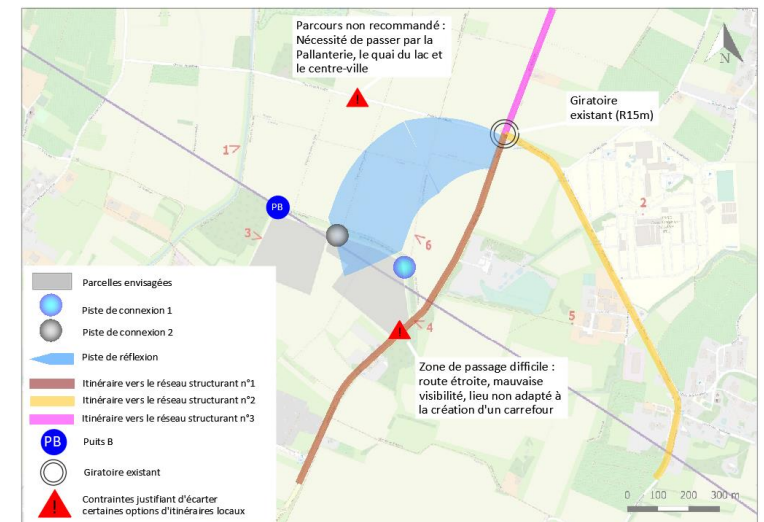 Parcours non recommandé :
Nécessité de passer par la
Pallanterie, le quai du lac et
le centre-ville
N
Giratoire
existant (R15m)
1
PB
2
3
6
4
5
Parcelles envisagées
Piste de connexion 1
Piste de connexion 2
Piste de réflexion
Itinéraire vers le réseau structurant n°1
Itinéraire vers le réseau structurant n°2
Itinéraire vers le réseau structurant n°3
PB
Puits B
Giratoire existant
Contraintes justifiant d'écarter
certaines options d'itinéraires locaux
Zone de passage difficile :
route étroite, mauvaise
visibilité, lieu non adapté à
la création d'un carrefour
0 100 200 300 m